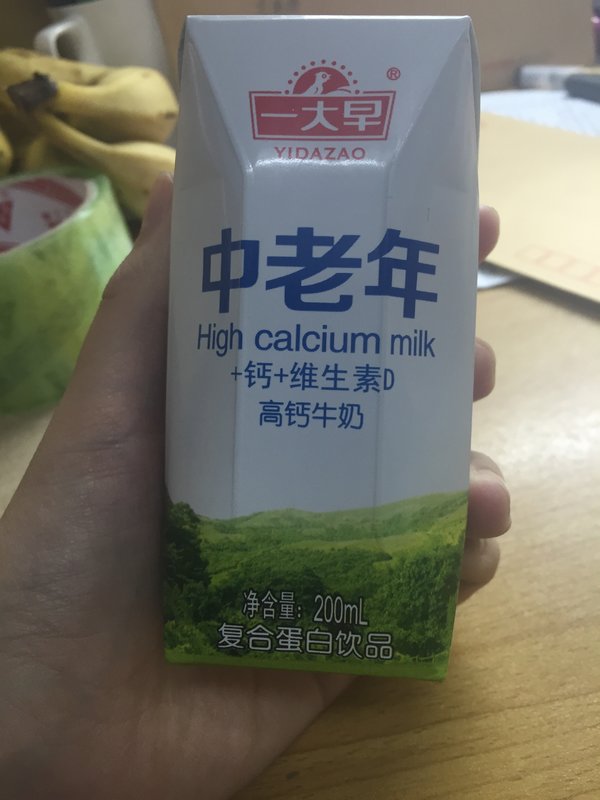 ®
一大早
YIDAZAO
中老年
High calcium milk
+钙+维生素D
高钙牛奶
净含量：200mL
复合蛋白饮品